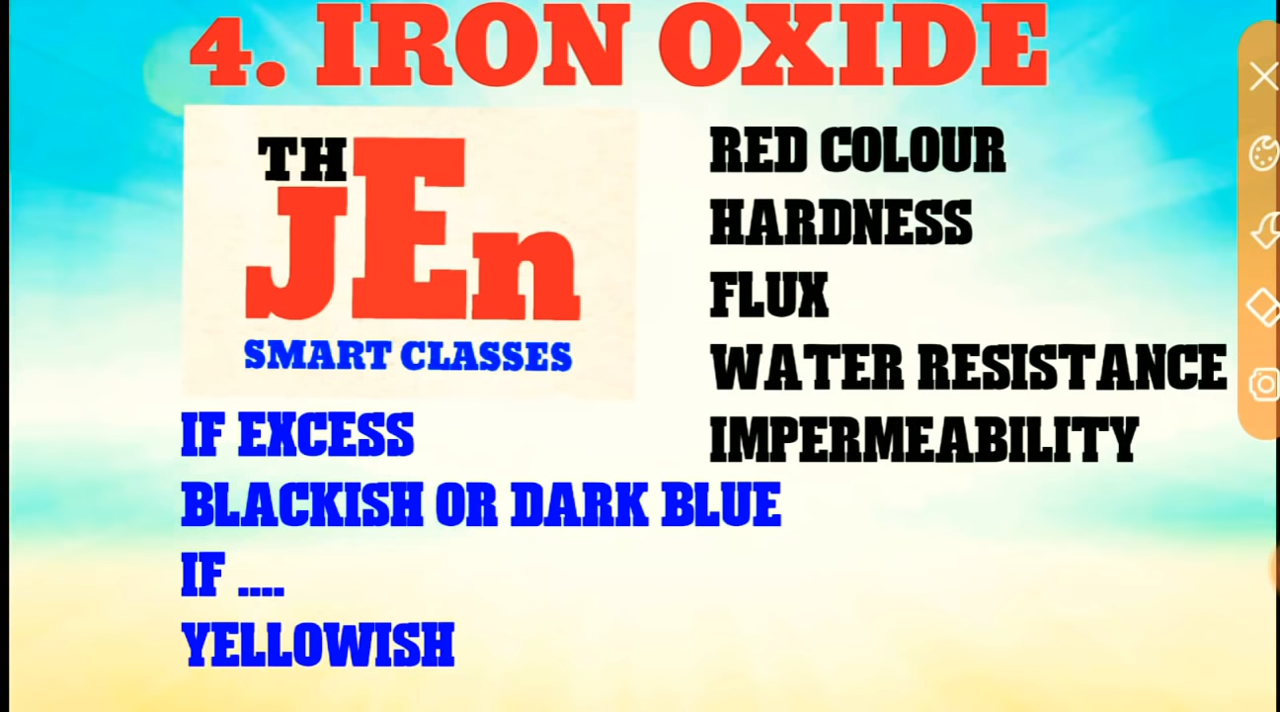 4. IRON OXIDE
TH
JEn
SMART CLASSES
RED COLOUR
HARDNESS
FLUX
WATER RESISTANCE
IMPERMEABILITY
IF EXCESS
BLACKISH OR DARK BLUE
IF ....
YELLOWISH